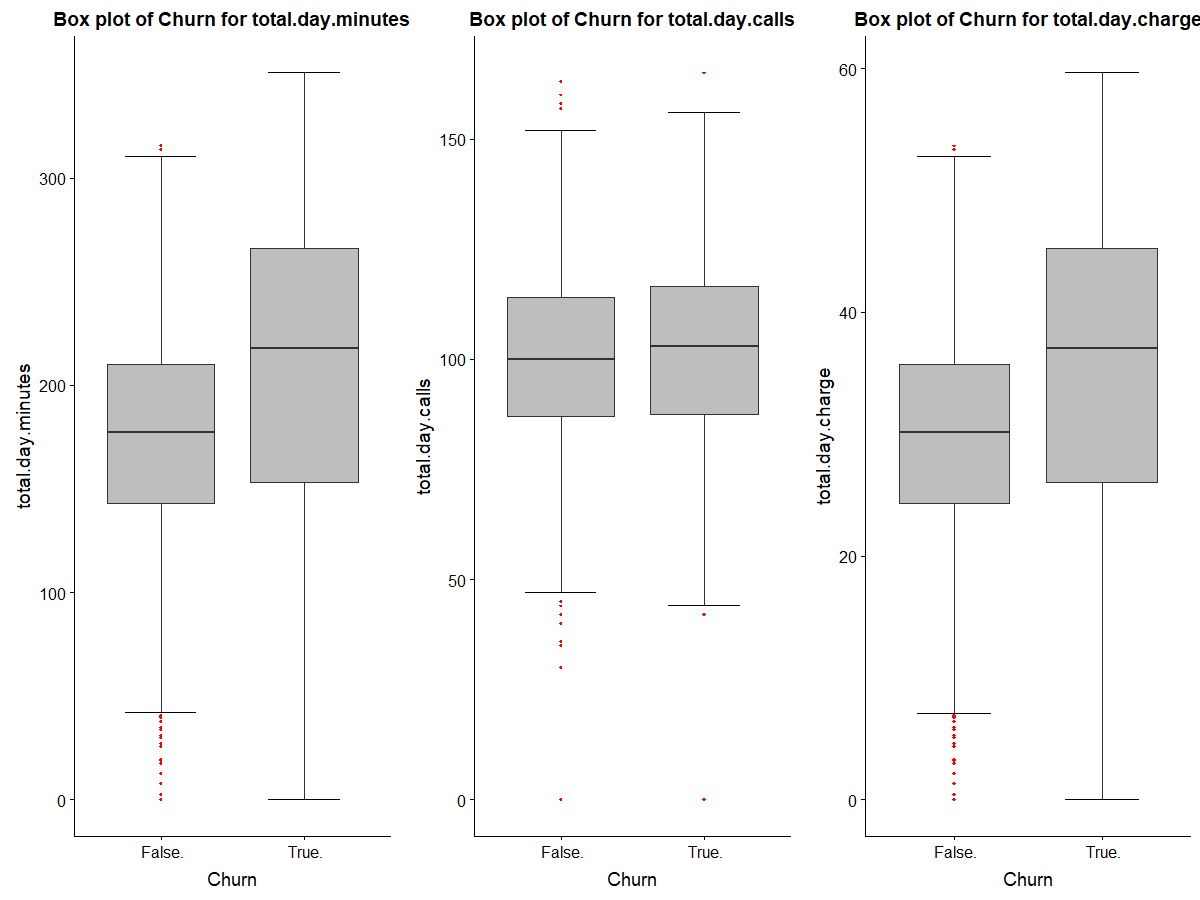 Box plot of Churn for total.day.minutes
total.day.minutes
300
200
100
0
False.
True.
Churn
Box plot of Churn for total.day.calls
total.day.calls
150
100
50
0
False.
True.
Churn
Box plot of Churn for total.day.charge
total.day.charge
60
40
20
0
False.
True.
Churn